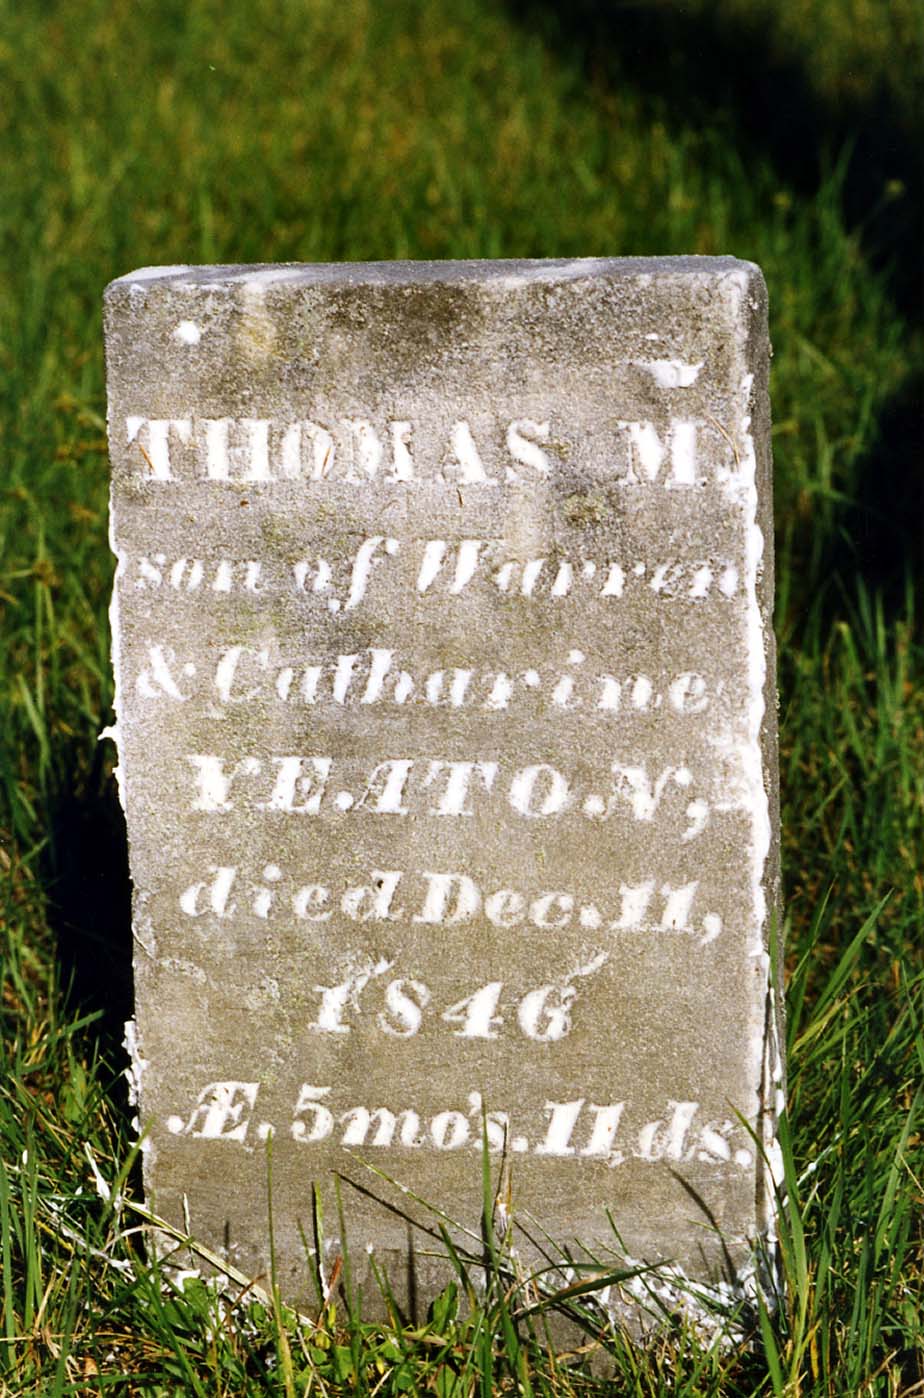 THOMAS M.
son of Warren
& Catharine
YEATON,
died Dec. 11,
1846
Æ. 5 mo's. 11 ds.